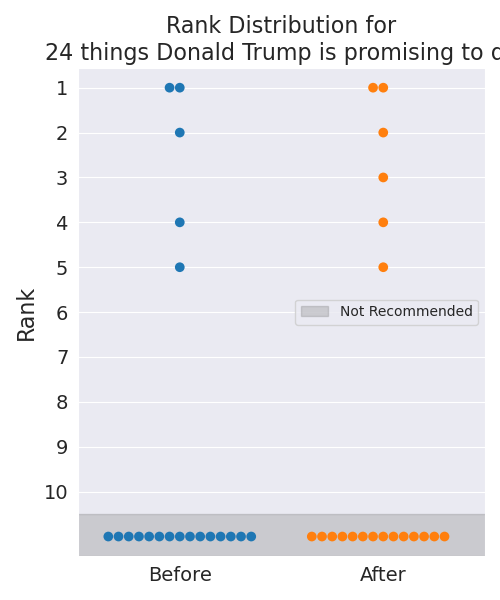 Rank Distribution for
24 things Donald Trump is promising to d
1
2
3
4
5
6
7
8
9
10
Rank
Not Recommended
Before
After